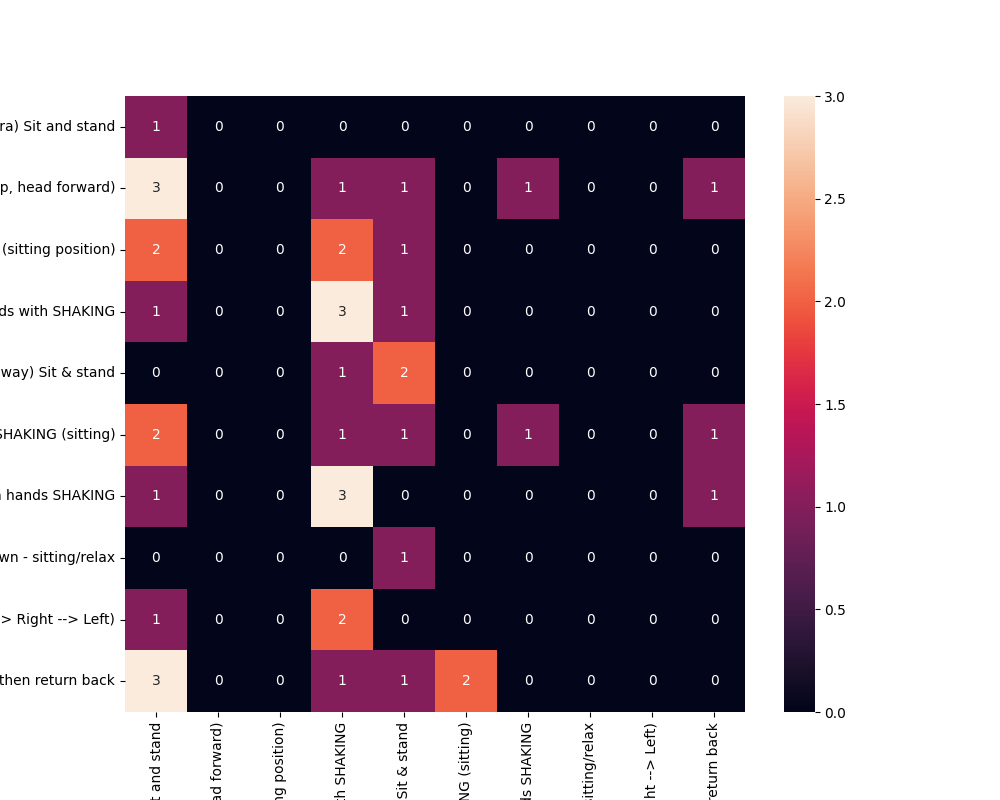 ra) Sit and stand 1 0 0 0 0 0 0 0 0 0 3.0
p, head forward) 3 0 0 1 1 0 1 0 0 1 2.5
(sitting position) 2 0 0 2 1 0 0 0 0 0
ds with SHAKING 1 0 0 3 1 0 0 0 0 0 2.0
way) Sit & stand 0 0 0 1 2 0 0 0 0 0
SHAKING (sitting) 2 0 0 1 1 0 1 0 0 1 1.5
hands SHAKING 1 0 0 3 0 0 0 0 0 1 1.0
wn - sitting/relax 0 0 0 0 1 0 0 0 0 0
> Right --> Left) 1 0 0 2 0 0 0 0 0 0 0.5
then return back 3 0 0 1 1 2 0 0 0 0 0.0
t and stand
ad forward)
ng position)
h SHAKING
Sit & stand
NG (sitting)
ds SHAKING
sitting/relax
ht --> Left)
return back